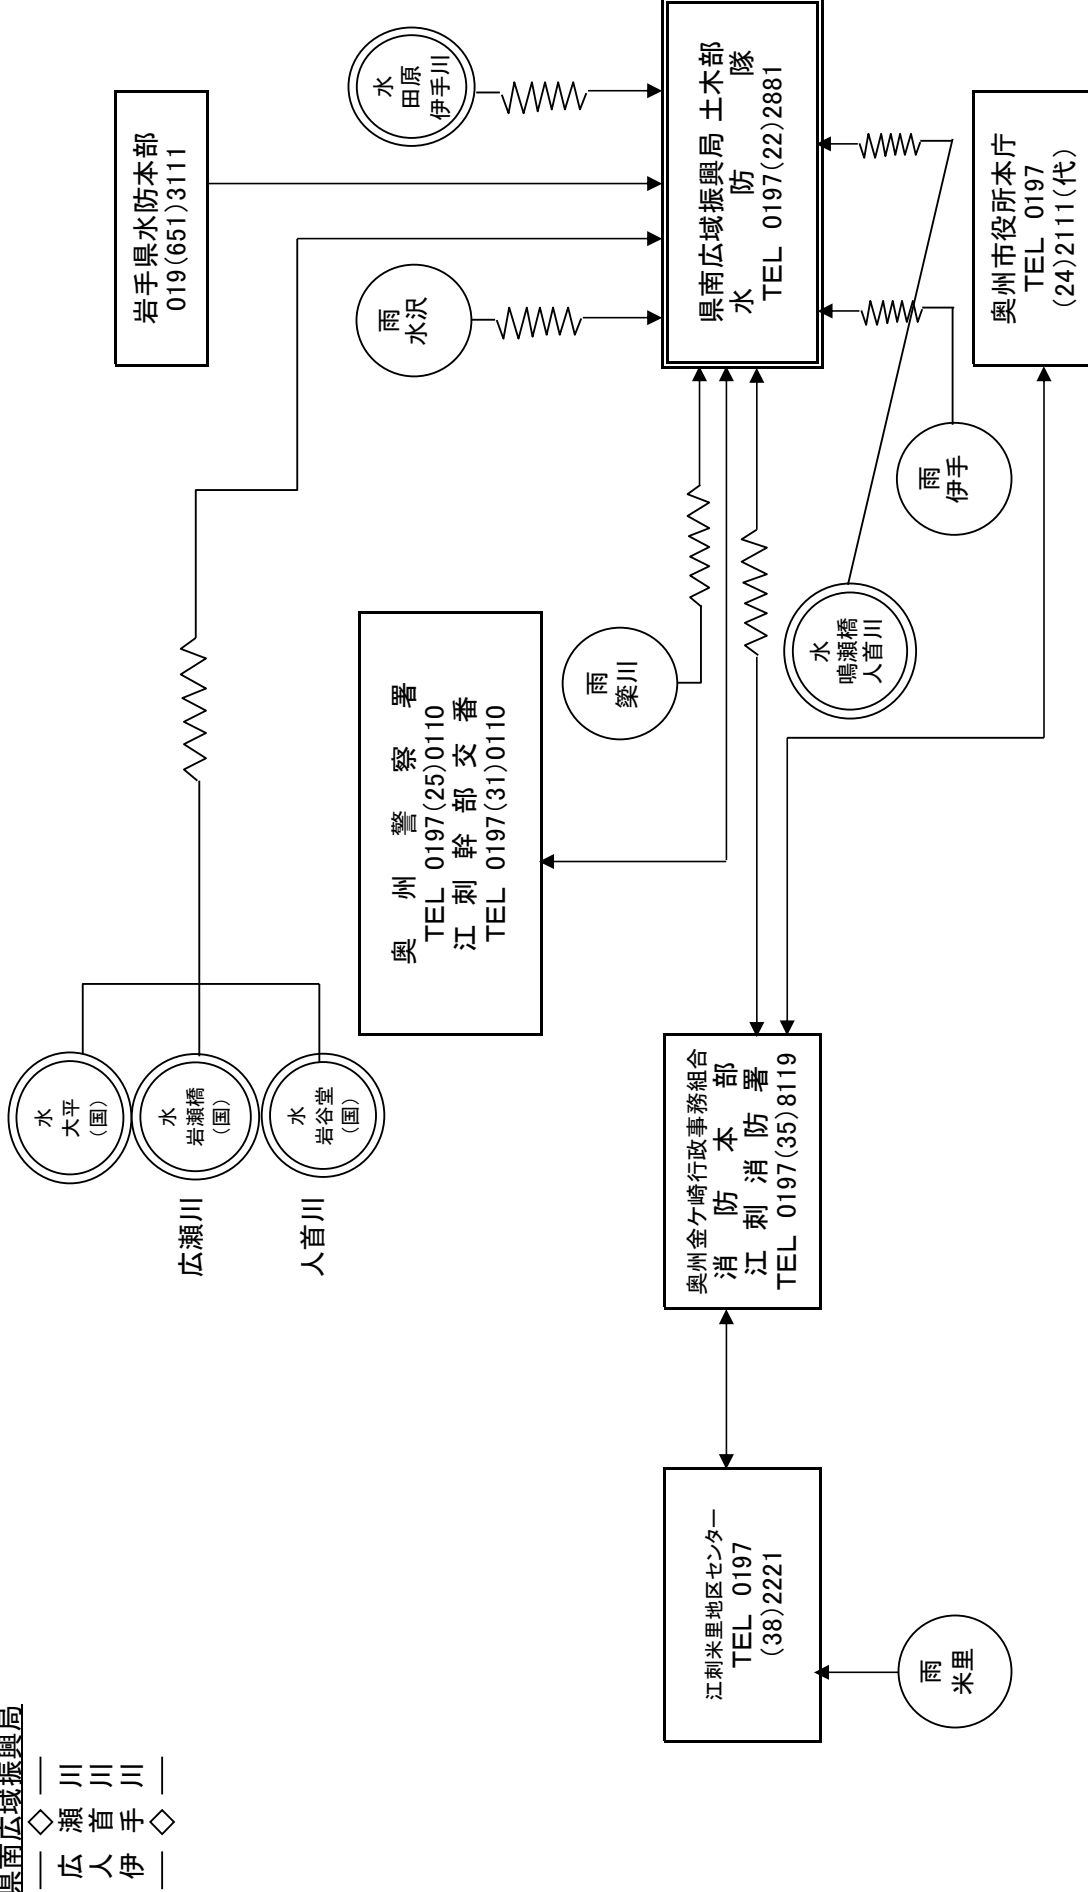 県南広域振興局
―◇―
広瀬川
人首川
伊手川
―◇―
水
大平
(国)
広瀬川
水
岩瀬橋
(国)
人首川
水
岩谷堂
(国)
岩手県水防本部
019(651)3111
水
田原
伊手川
雨
水沢
奥州警察署
TEL 0197(25)0110
江刺幹部交番
TEL 0197(31)0110
雨
簗川
江刺米里地区センター
TEL 0197
(38)2221
奥州金ケ崎行政事務組合
消防本部
江刺消防署
TEL 0197(35)8119
県南広域振興局 土木部
水防隊
TEL 0197(22)2881
水
鳴瀬橋
人首川
雨
米里
雨
伊手
奥州市役所本庁
TEL 0197
(24)2111(代)